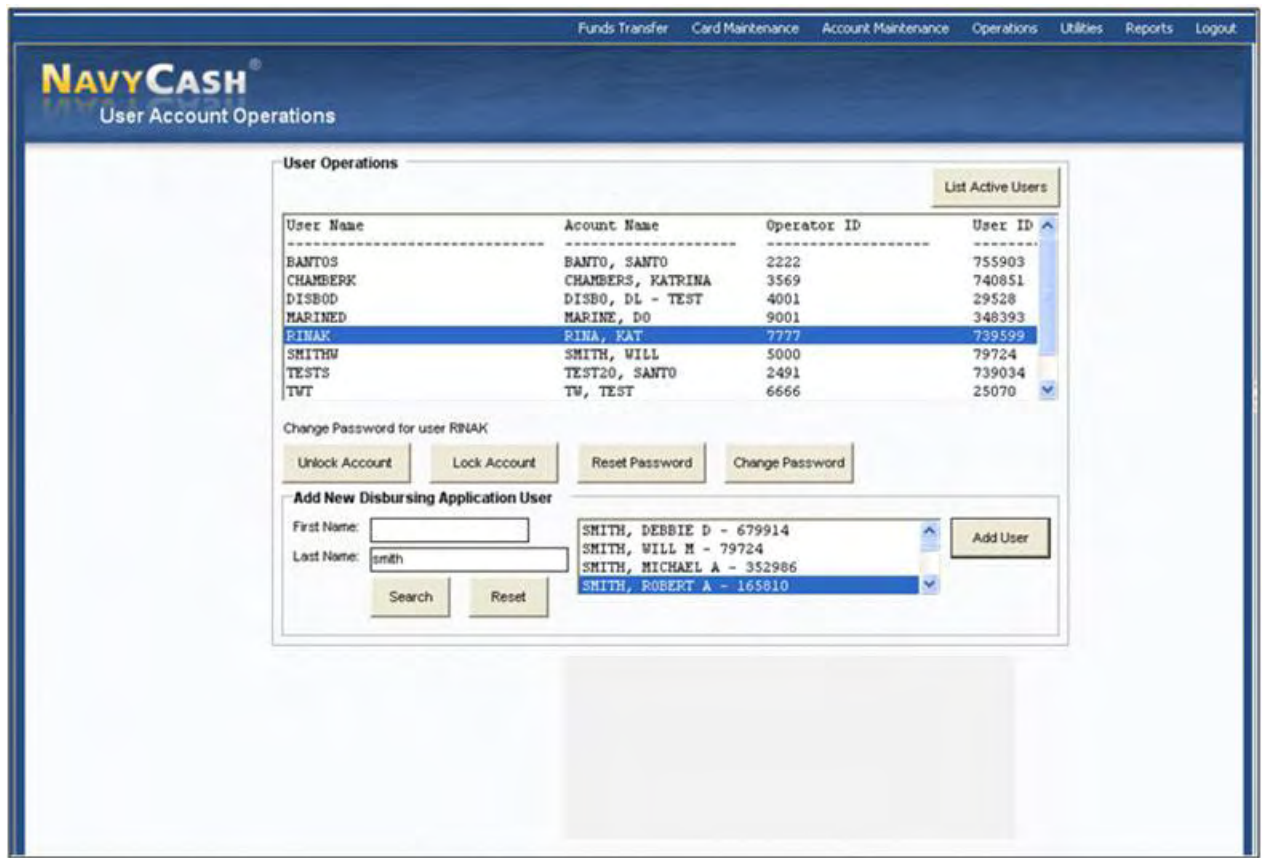 Funds Transfer Card Maintenance Account Maintenance Operations Utilities Reports Logout
NAVYCASH®
User Account Operations
User Operations
List Active Users
User Name Acount Name Operator ID User ID
------------------------------ -------------------- ------------------- -------
BANTOS BANTO, SANTO 2222 755903
CHAMBERK CHAMBERS, KATRINA 3569 740851
DISBOD DISBO, DL - TEST 4001 29528
MARINED MARINE, DO 9001 348393
RINAK RINA, KAT 7777 739599
SMITHW SMITH, WILL 5000 79724
TESTS TEST20, SANTO 2491 739034
TWT TW, TEST 6666 25070
Change Password for user RINAK
Unlock Account Lock Account Reset Password Change Password
Add New Disbursing Application User
First Name:
Last Name: smith
Search Reset
SMITH, DEBBIE D - 679914
SMITH, WILL M - 79724
SMITH, MICHAEL A - 352986
SMITH, ROBERT A - 165810
Add User